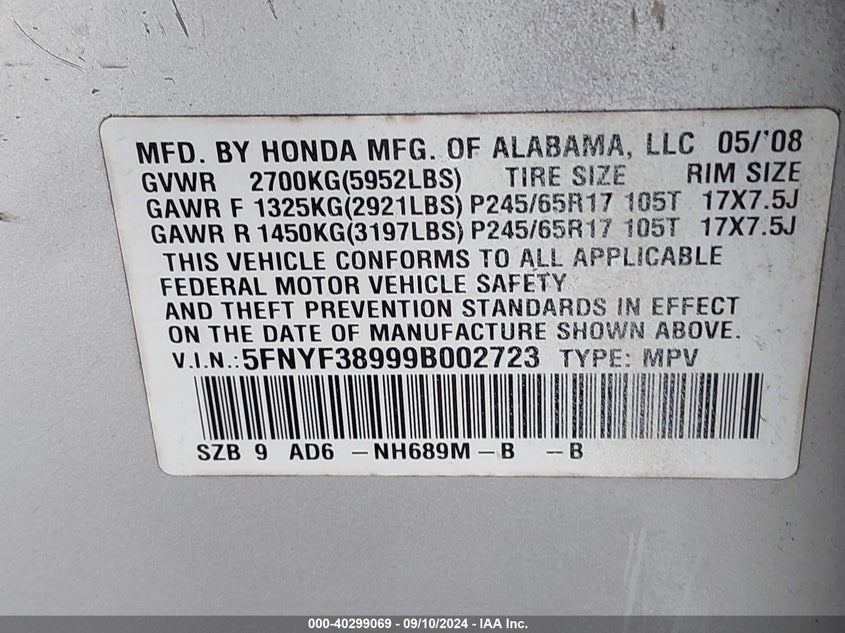 MFD. BY HONDA MFG. OF ALABAMA, LLC 05/'08
GVWR 2700KG(5952LBS) TIRE SIZE RIM SIZE
GAWR F 1325KG(2921LBS) P245/65R17 105T 17X7.5J
GAWR R 1450KG(3197LBS) P245/65R17 105T 17X7.5J
THIS VEHICLE CONFORMS TO ALL APPLICABLE
FEDERAL MOTOR VEHICLE SAFETY
AND THEFT PREVENTION STANDARDS IN EFFECT
ON THE DATE OF MANUFACTURE SHOWN ABOVE.
V.I.N.:5FNYF38999B002723 TYPE: MPV
SZB 9 AD6 -NH689M-B --B
000-40299069 - 09/10/2024 - IAA Inc.